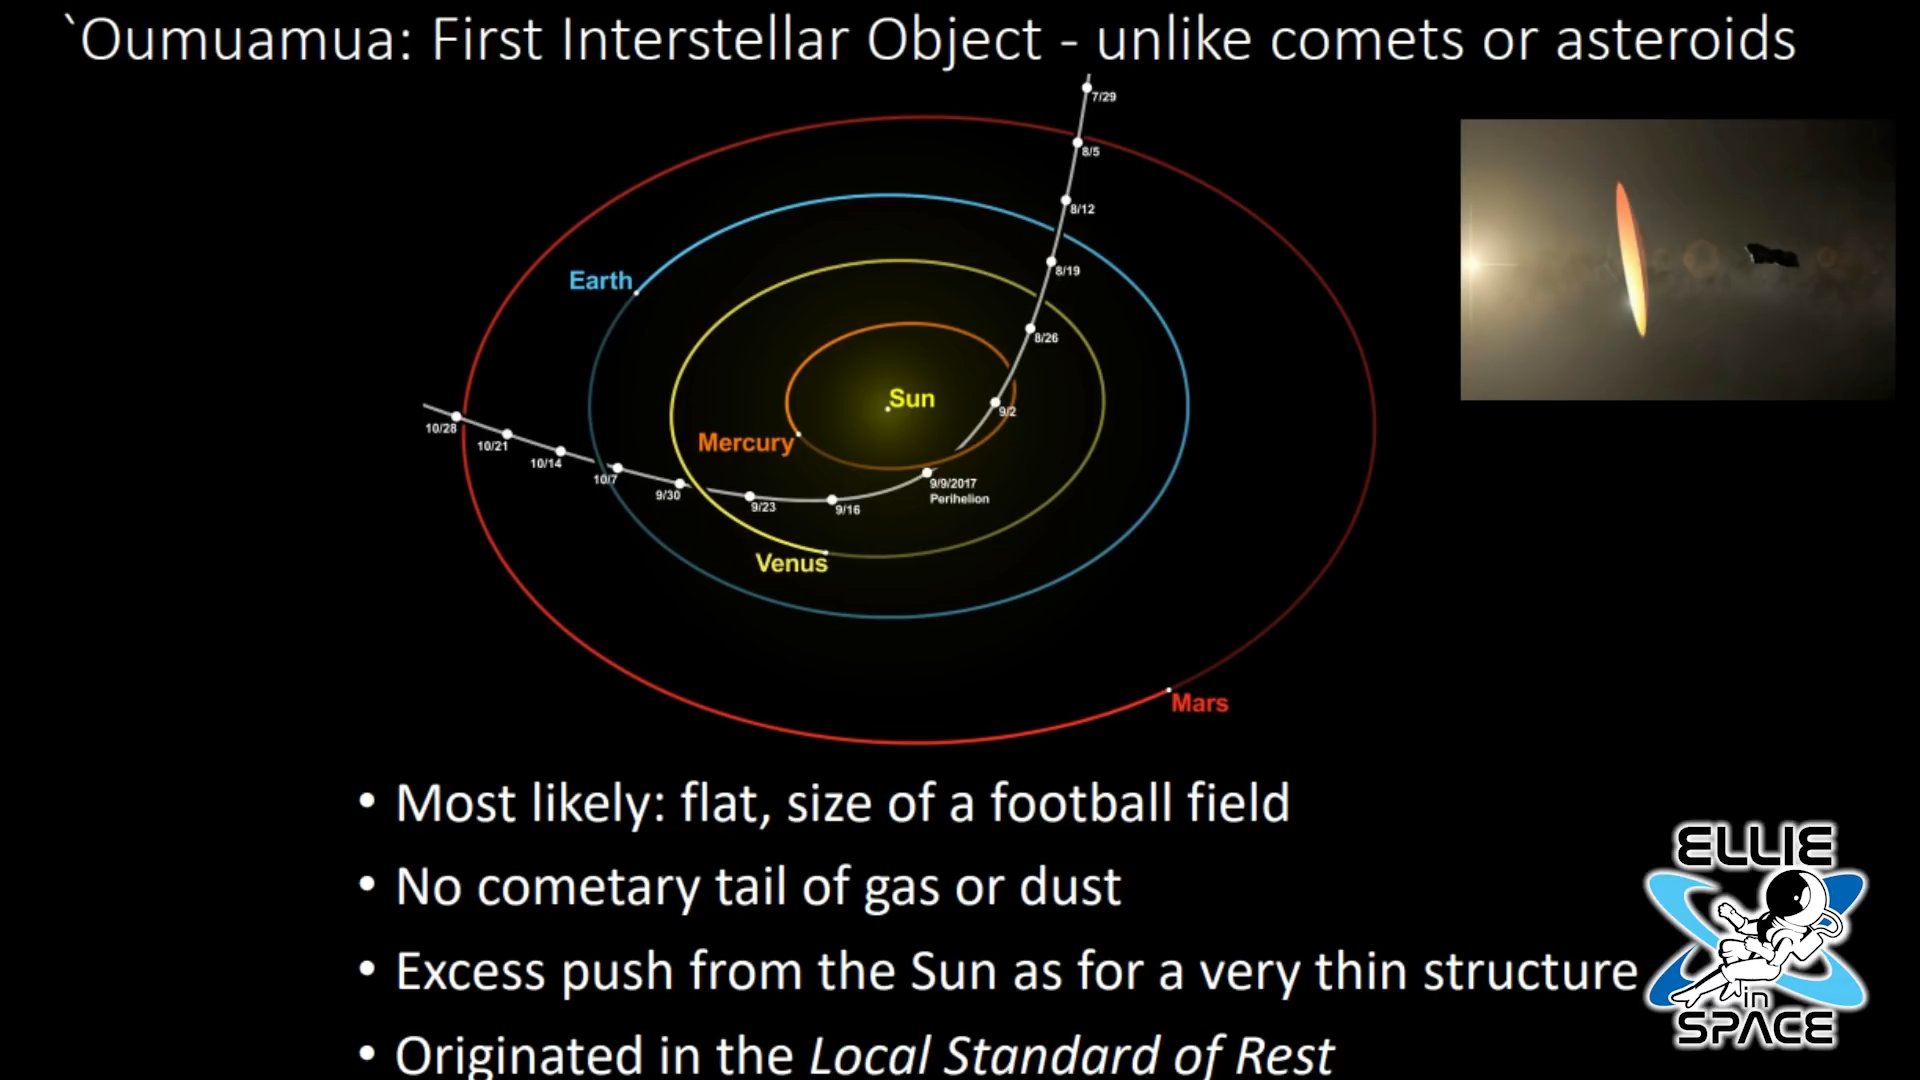 `Oumuamua: First Interstellar Object - unlike comets or asteroids
7/29
8/5
8/12
8/19
8/26
9/2
9/9/2017
Perihelion
9/16
9/23
9/30
10/7
10/14
10/21
10/28
Earth
Sun
Mercury
Venus
Mars
• Most likely: flat, size of a football field
• No cometary tail of gas or dust
• Excess push from the Sun as for a very thin structure
• Originated in the Local Standard of Rest
ELLIE
in
SPACE